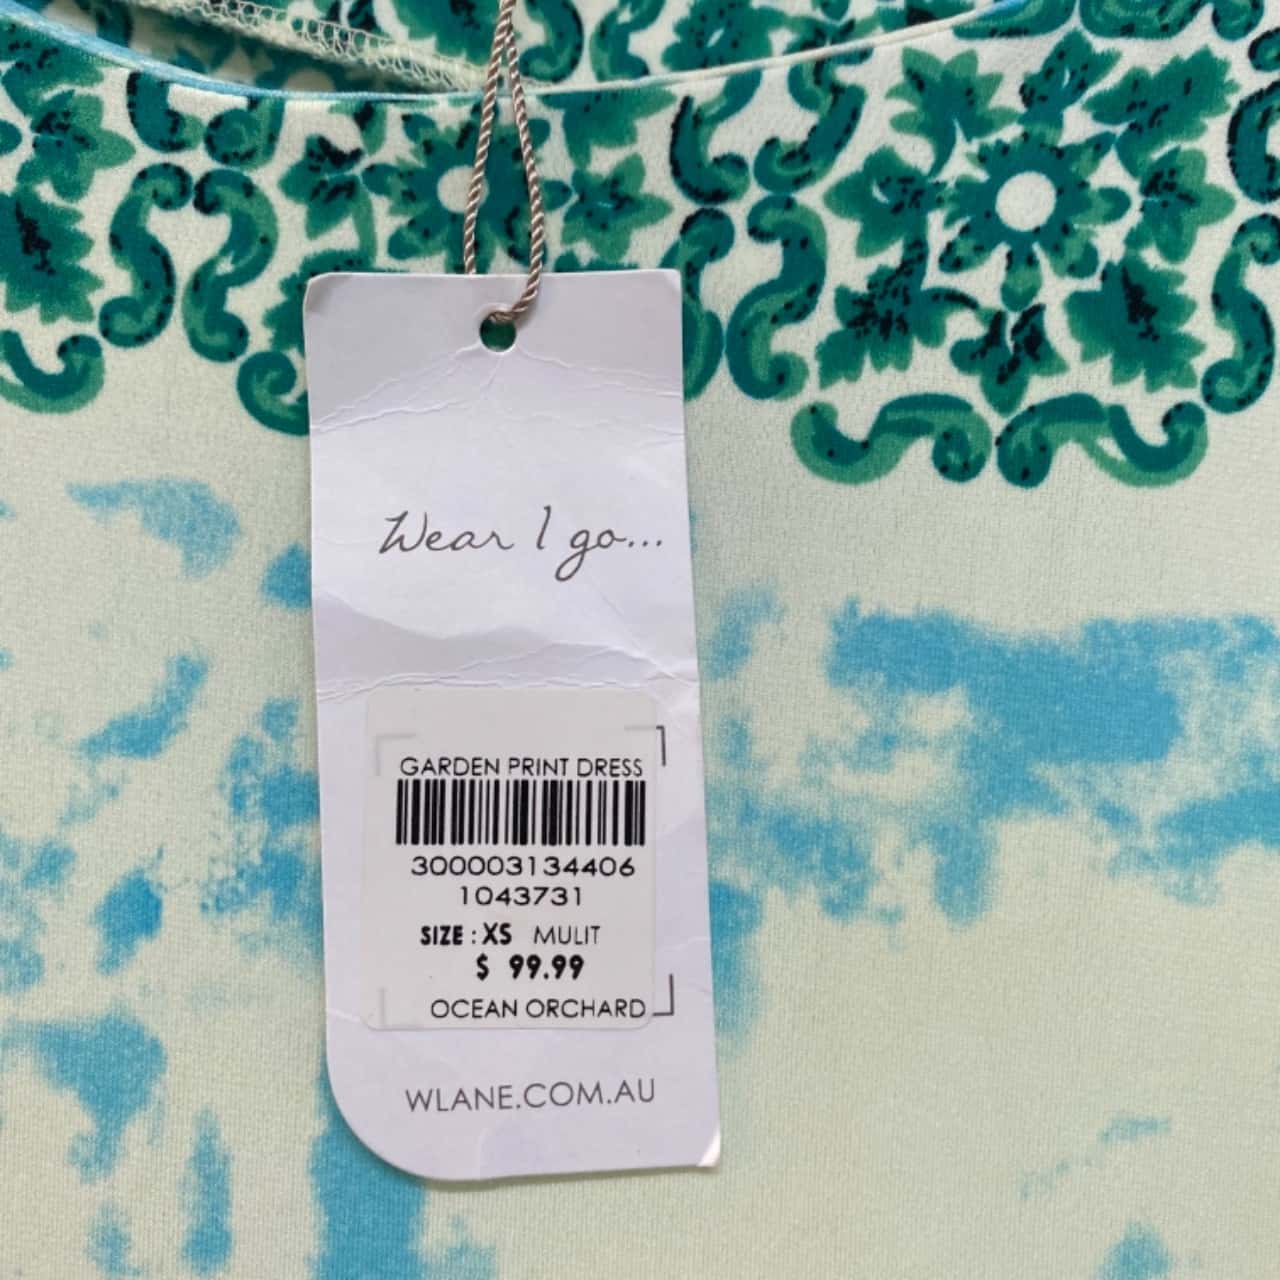 Wear I go...
GARDEN PRINT DRESS
300003134406
1043731
SIZE : XS MULIT
$ 99.99
OCEAN ORCHARD
WLANE.COM.AU